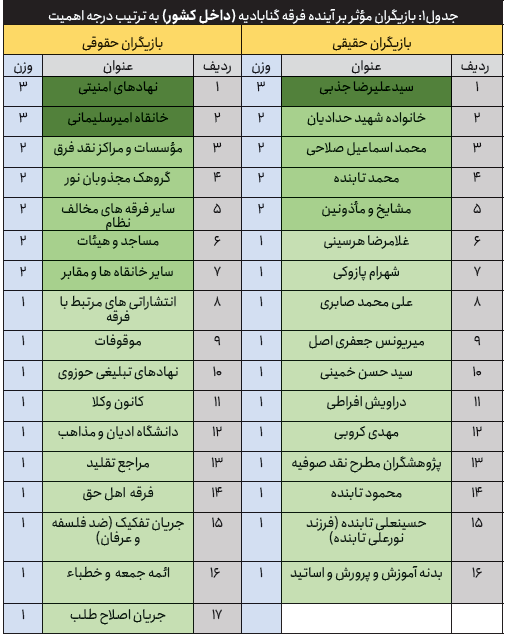 جدول۱: بازیگران مؤثر بر آینده فرقه گنابادیه (داخل کشور) به ترتیب درجه اهمیت
بازیگران حقیقی بازیگران حقوقی
ردیف عنوان وزن ردیف عنوان وزن
۱ سیدعلیرضا جذبی ۳ ۱ نهادهای امنیتی ۳
۲ خانواده شهید حدادیان ۲ ۲ خانقاه امیرسلیمانی ۳
۳ محمد اسماعیل صلاحی ۲ ۳ مؤسسات و مراکز نقد فرق ۲
۴ محمد تابنده ۲ ۴ گروهک مجذوبان نور ۲
۵ مشایخ و مأذونین ۲ ۵ سایر فرقه های مخالف
نظام ۲
۶ غلامرضا هرسینی ۱ ۶ مساجد و هیئات ۲
۷ شهرام پازوکی ۱ ۷ سایر خانقاه ها و مقابر ۲
۸ علی محمد صابری ۱ ۸ انتشاراتی های مرتبط با
فرقه ۱
۹ میریونس جعفری اصل ۱ ۹ موقوفات ۱
۱۰ سید حسن خمینی ۱ ۱۰ نهادهای تبلیغی حوزوی ۱
۱۱ دراویش افراطی ۱ ۱۱ کانون وکلا ۱
۱۲ مهدی کروبی ۱ ۱۲ دانشگاه ادیان و مذاهب ۱
۱۳ پژوهشگران مطرح نقد صوفیه ۱ ۱۳ مراجع تقلید ۱
۱۴ محمود تابنده ۱ ۱۴ فرقه اهل حق ۱
۱۵ حسینعلی تابنده (فرزند
نورعلی تابنده) ۱ ۱۵ جریان تفکیک (ضد فلسفه
و عرفان) ۱
۱۶ بدنه آموزش و پرورش و اساتید ۱ ۱۶ ائمه جمعه و خطباء ۱
۱۷ جریان اصلاح طلب ۱